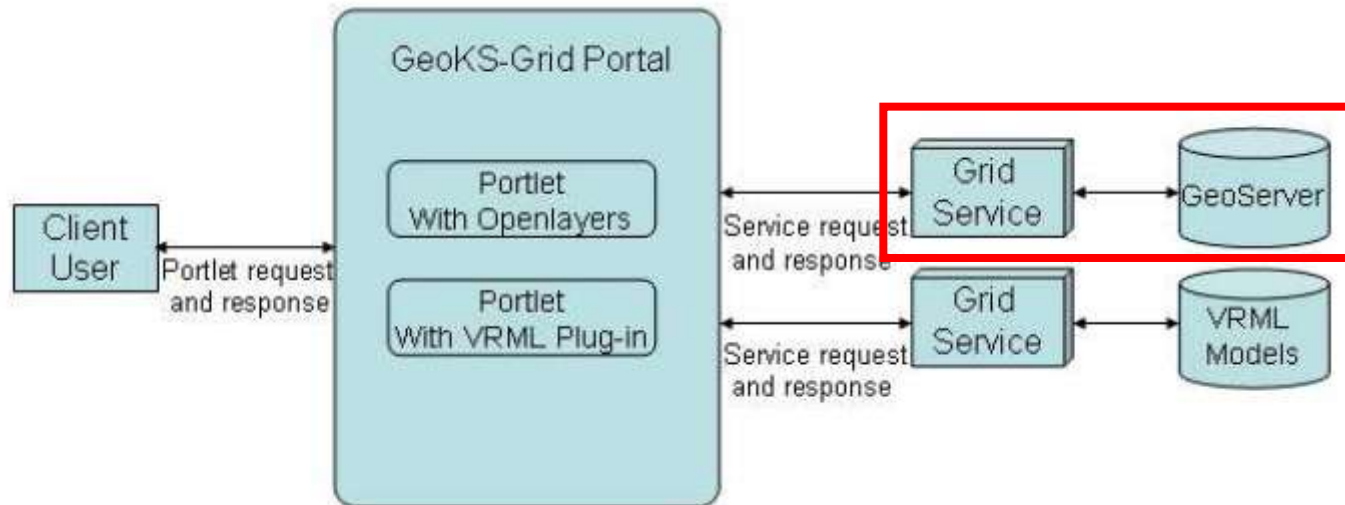 GeoKS-Grid Portal
Portlet
With Openlayers
Portlet
With VRML Plug-in
Client
User
Portlet request
and response
Service request
and response
Grid
Service
GeoServer
Service request
and response
Grid
Service
VRML
Models